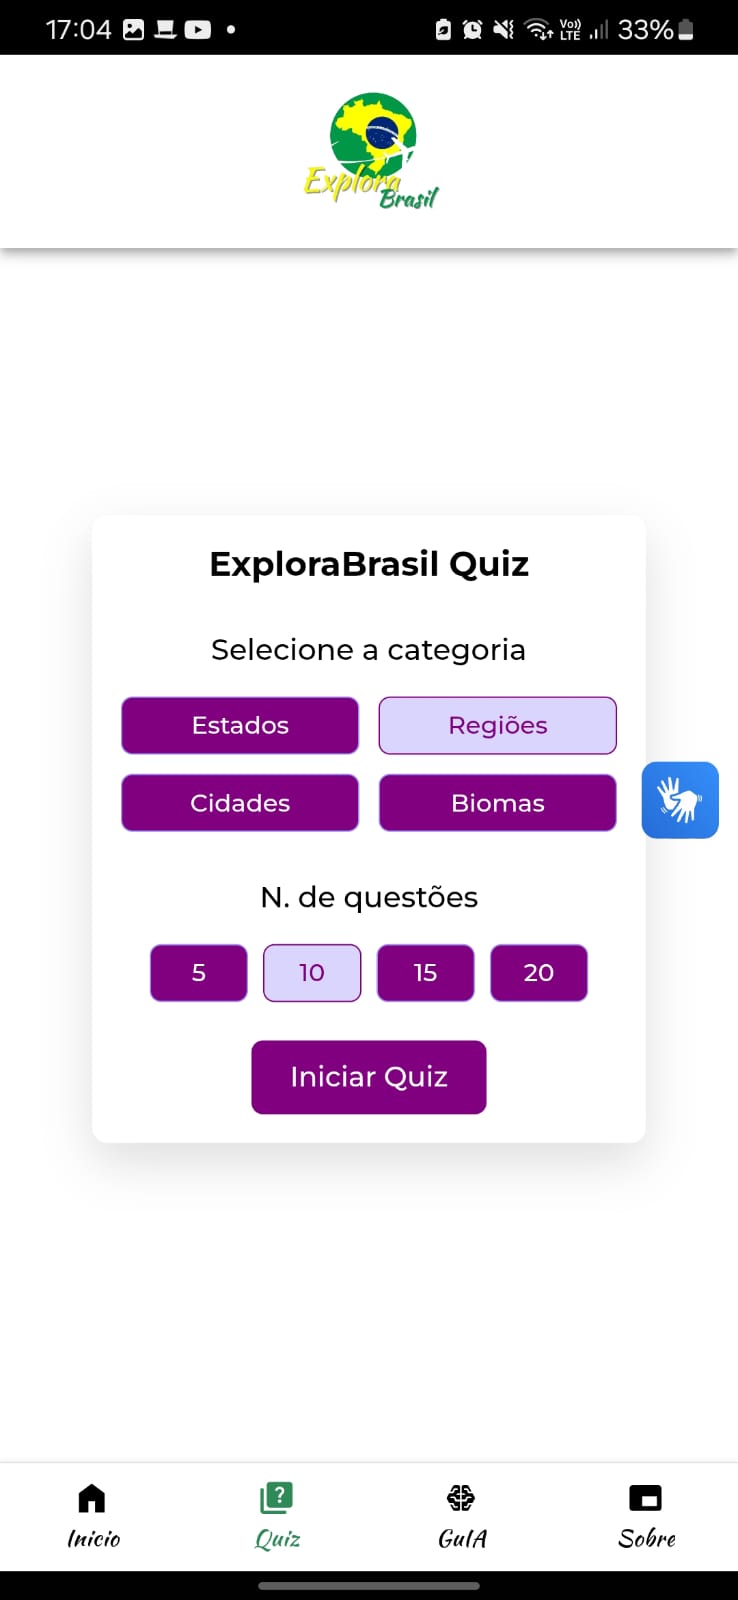 17:04
Vo))
LTE
33%
Explora
Brasil
ExploraBrasil Quiz
Selecione a categoria
Estados Regiões
Cidades Biomas
N. de questões
5 10 15 20
Iniciar Quiz
Inicio Quiz GuIA Sobre